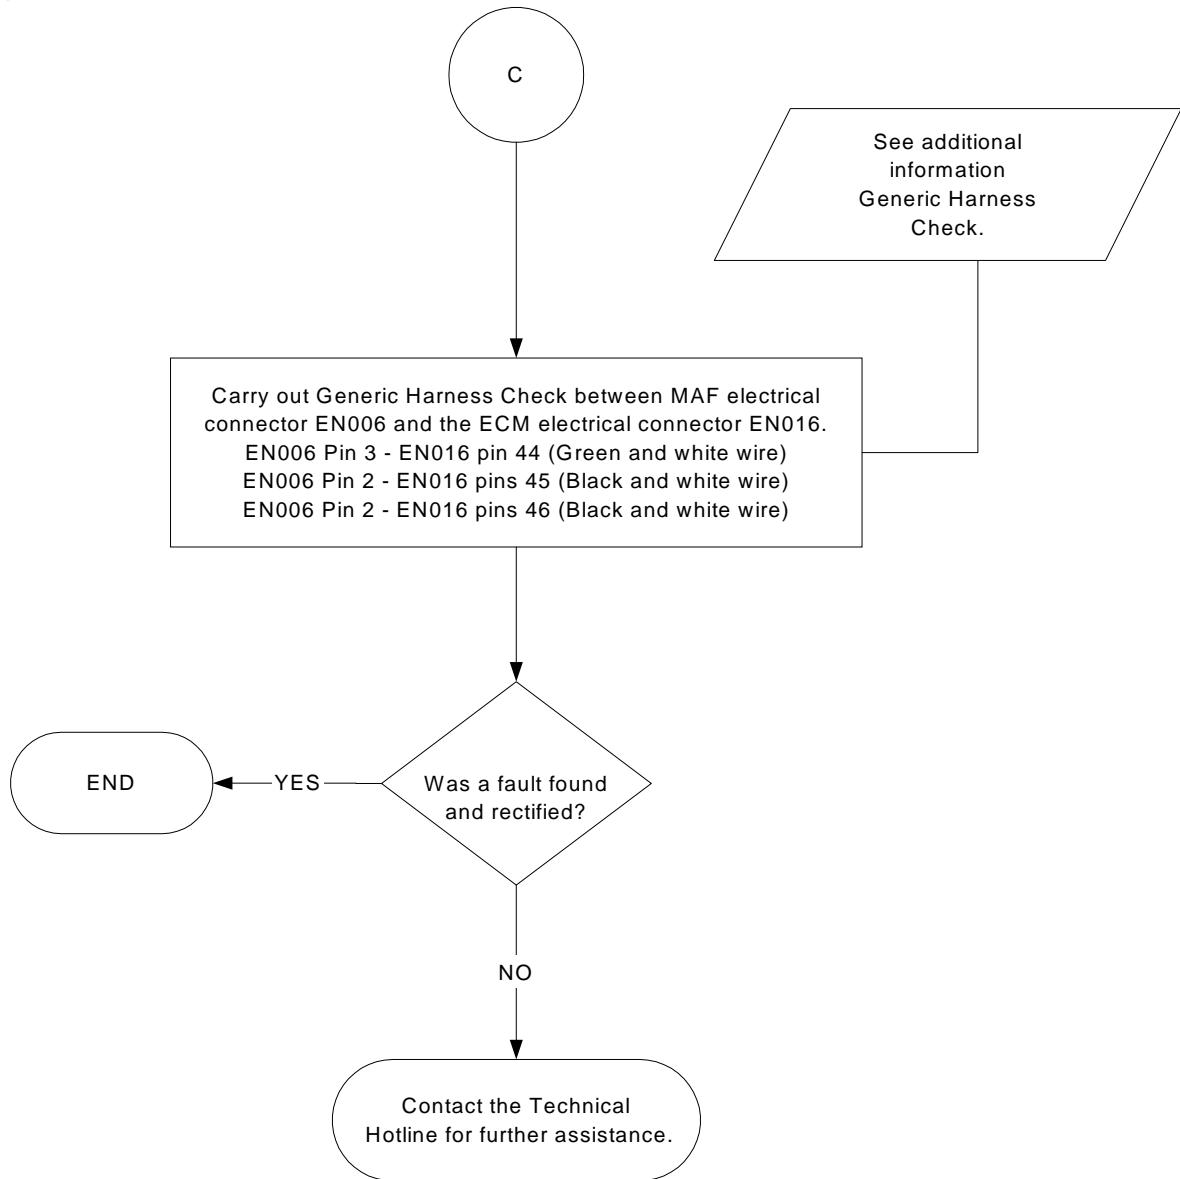 C
See additional
information
Generic Harness
Check.
Carry out Generic Harness Check between MAF electrical
connector EN006 and the ECM electrical connector EN016.
EN006 Pin 3 - EN016 pin 44 (Green and white wire)
EN006 Pin 2 - EN016 pins 45 (Black and white wire)
EN006 Pin 2 - EN016 pins 46 (Black and white wire)
Was a fault found
and rectified?
YES
END
NO
Contact the Technical
Hotline for further assistance.